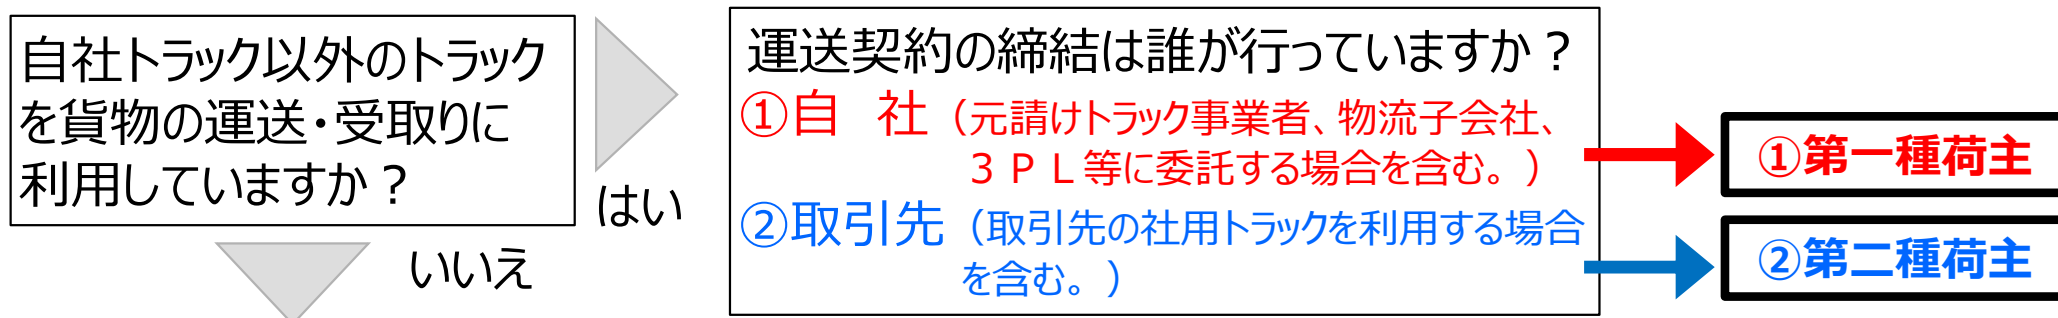 自社トラック以外のトラック
を貨物の運送・受取りに
利用していますか？
はい
いいえ
運送契約の締結は誰が行っていますか？
①自　社（元請けトラック事業者、物流子会社、
３ＰＬ等に委託する場合を含む。）
②取引先（取引先の社用トラックを利用する場合
を含む。）
①第一種荷主
②第二種荷主